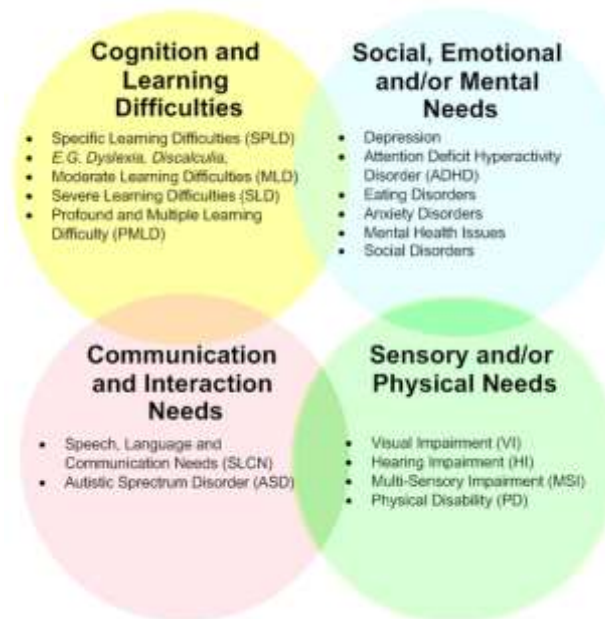 Cognition and
Learning
Difficulties
• Specific Learning Difficulties (SPLD)
• E.G. Dyslexia, Discalculia,
• Moderate Learning Difficulties (MLD)
• Severe Learning Difficulties (SLD)
• Profound and Multiple Learning
Difficulty (PMLD)
Social, Emotional
and/or Mental
Needs
• Depression
• Attention Deficit Hyperactivity
Disorder (ADHD)
• Eating Disorders
• Anxiety Disorders
• Mental Health Issues
• Social Disorders
Communication
and Interaction
Needs
• Speech, Language and
Communication Needs (SLCN)
• Autistic Sprectrum Disorder (ASD)
Sensory and/or
Physical Needs
• Visual Impairment (VI)
• Hearing Impairment (HI)
• Multi-Sensory Impairment (MSI)
• Physical Disability (PD)